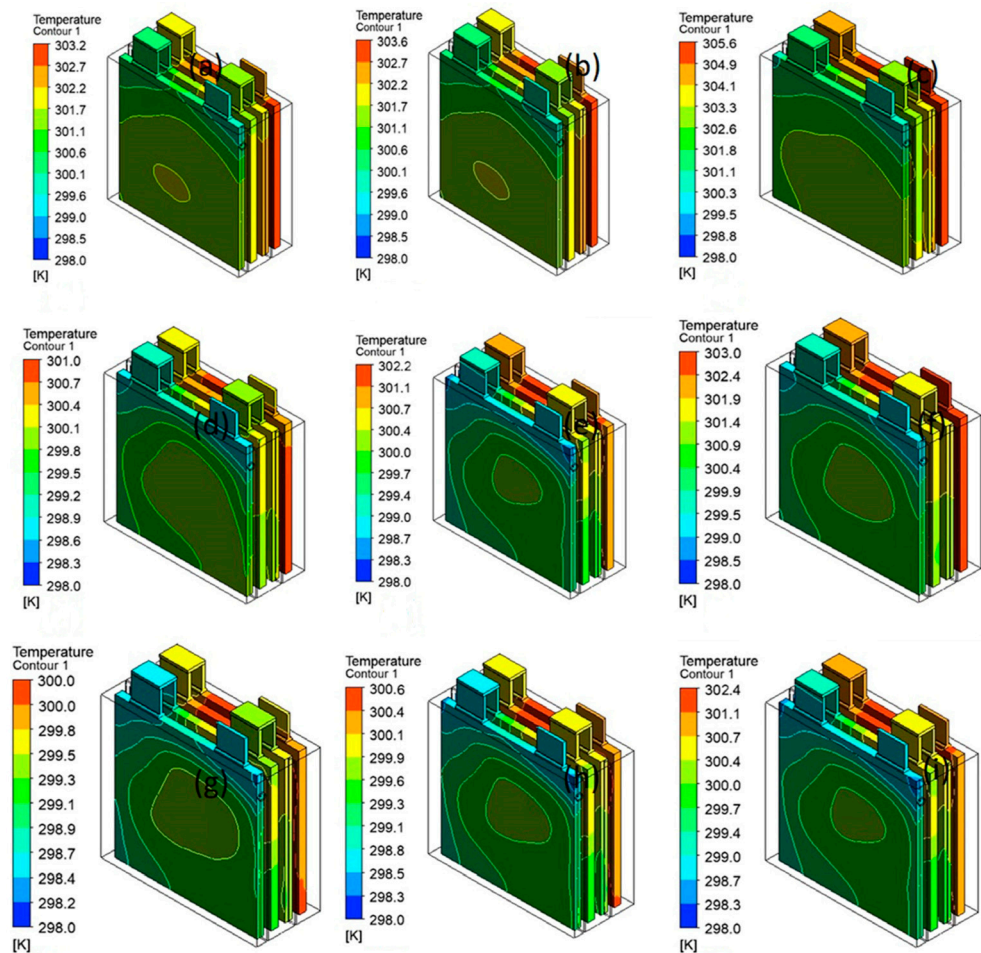 Temperature
Contour 1
303.2
302.7
302.2
301.7
301.1
300.6
300.1
299.6
299.0
298.5
298.0
[K]
(a)
Temperature
Contour 1
303.6
302.7
302.2
301.7
301.1
300.6
300.1
299.6
299.0
298.5
298.0
[K]
(b)
Temperature
Contour 1
305.6
304.9
304.1
303.3
302.6
301.8
301.1
300.3
299.5
298.8
298.0
[K]
(c)
Temperature
Contour 1
301.0
300.7
300.4
300.1
299.8
299.5
299.2
298.9
298.6
298.3
298.0
[K]
(d)
Temperature
Contour 1
302.2
301.1
300.7
300.4
300.0
299.7
299.4
299.0
298.7
298.3
298.0
[K]
(e)
Temperature
Contour 1
303.0
302.4
301.9
301.4
300.9
300.4
299.9
299.5
299.0
298.5
298.0
[K]
(f)
Temperature
Contour 1
300.0
300.0
299.8
299.5
299.3
299.1
298.9
298.7
298.4
298.2
298.0
[K]
(g)
Temperature
Contour 1
300.6
300.4
300.1
299.9
299.6
299.3
299.1
298.8
298.5
298.3
298.0
[K]
(h)
Temperature
Contour 1
302.4
301.1
300.7
300.4
300.0
299.7
299.4
299.0
298.7
298.3
298.0
[K]
(i)